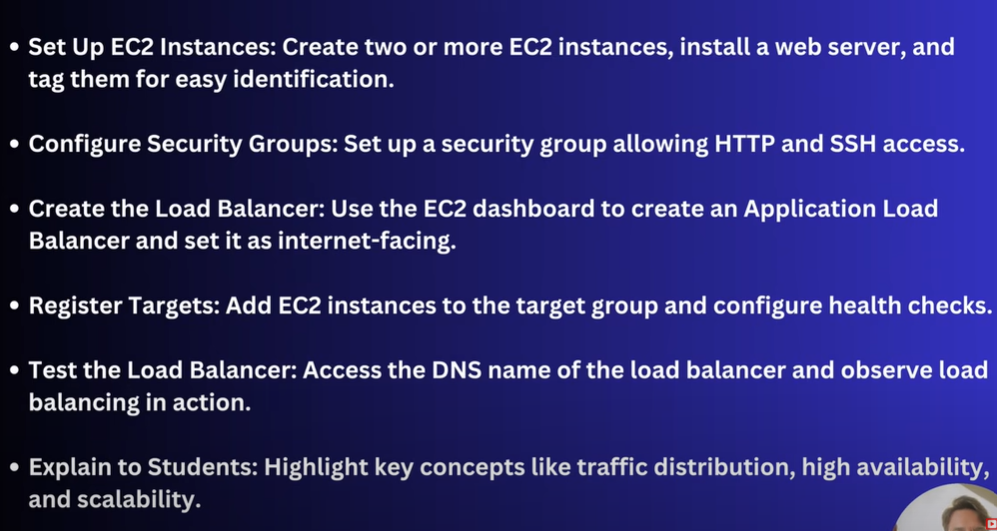 • Set Up EC2 Instances: Create two or more EC2 instances, install a web server, and
tag them for easy identification.
• Configure Security Groups: Set up a security group allowing HTTP and SSH access.
• Create the Load Balancer: Use the EC2 dashboard to create an Application Load
Balancer and set it as internet-facing.
• Register Targets: Add EC2 instances to the target group and configure health checks.
• Test the Load Balancer: Access the DNS name of the load balancer and observe load
balancing in action.
• Explain to Students: Highlight key concepts like traffic distribution, high availability,
and scalability.